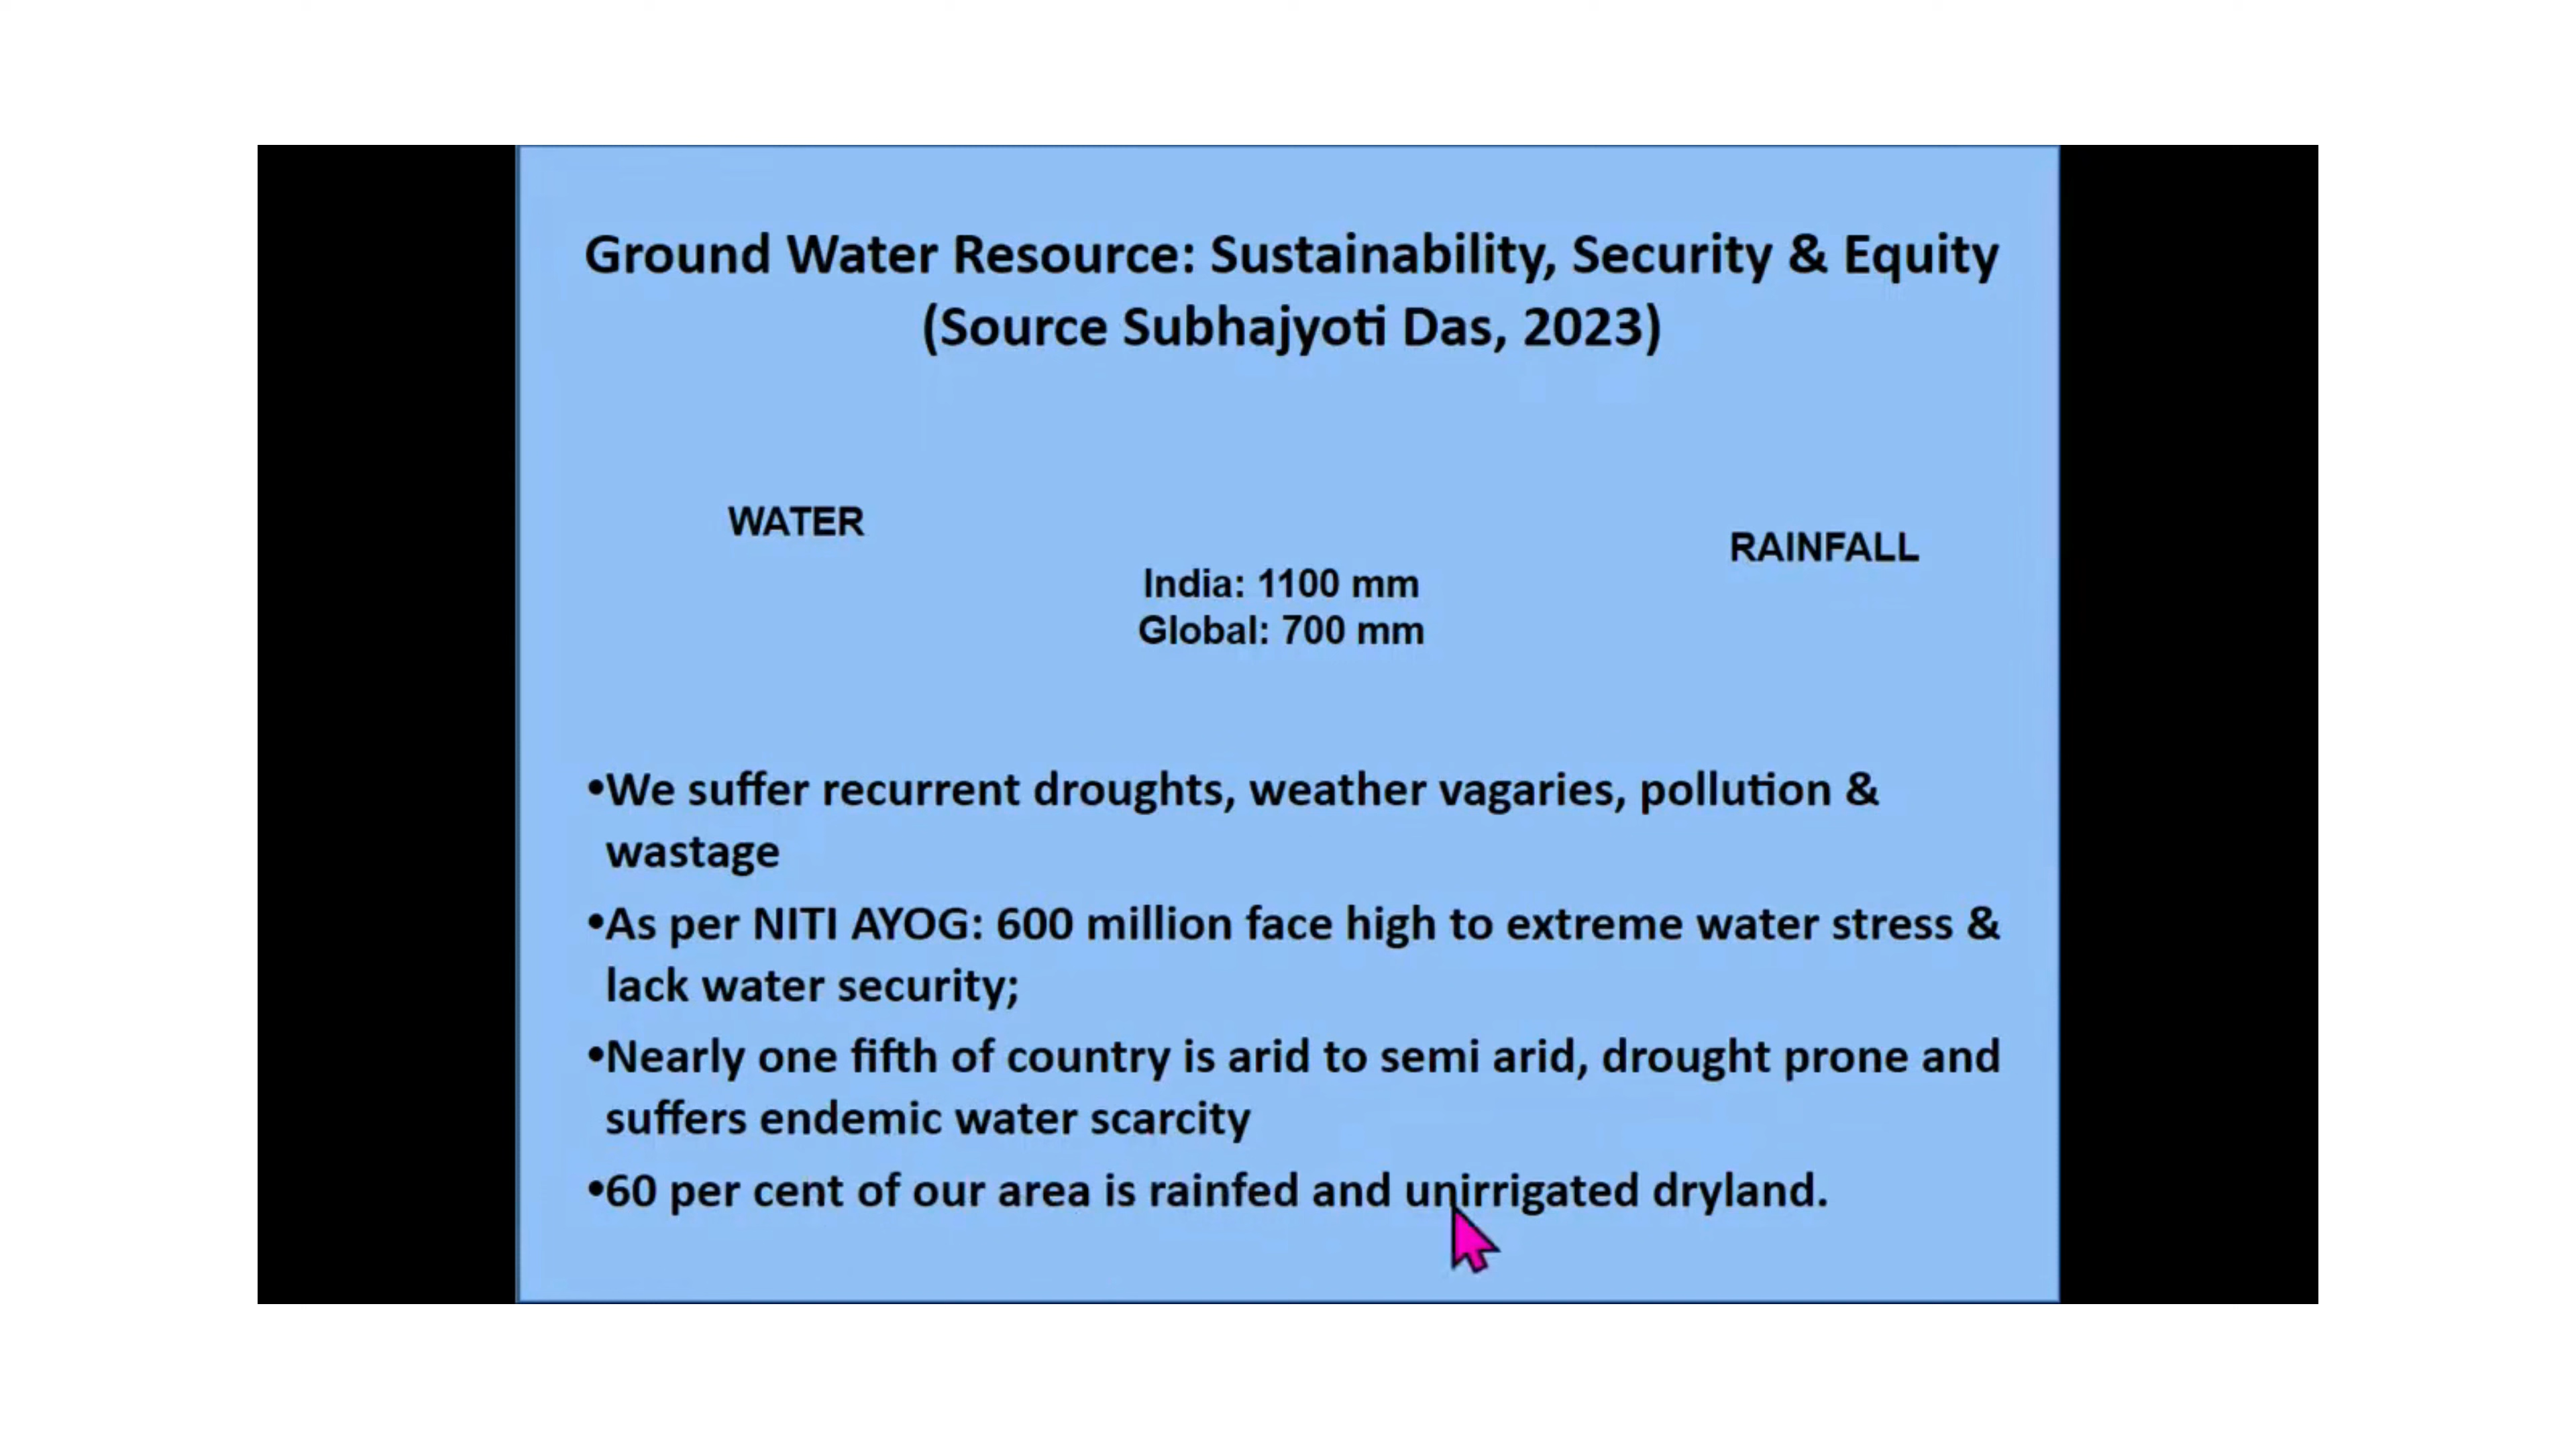 Ground Water Resource: Sustainability, Security & Equity
(Source Subhajyoti Das, 2023)
WATER
RAINFALL
India: 1100 mm
Global: 700 mm
•We suffer recurrent droughts, weather vagaries, pollution &
wastage
•As per NITI AYOG: 600 million face high to extreme water stress &
lack water security;
•Nearly one fifth of country is arid to semi arid, drought prone and
suffers endemic water scarcity
•60 per cent of our area is rainfed and unirrigated dryland.